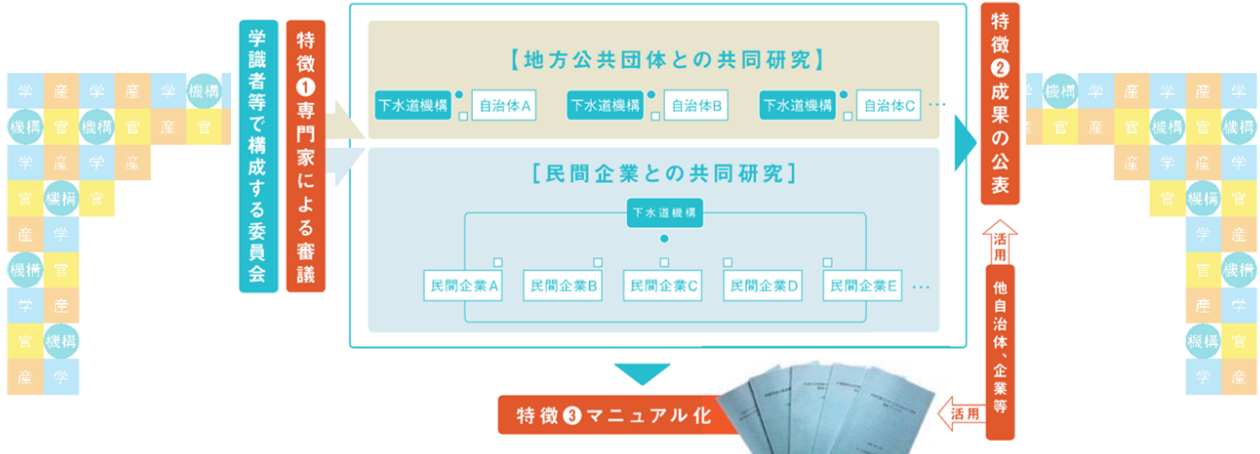 学識者等で構成する委員会
特徴❶専門家による審議
【地方公共団体との共同研究】
下水道機構 自治体A 下水道機構 自治体B 下水道機構 自治体C …
[民間企業との共同研究]
下水道機構
民間企業A 民間企業B 民間企業C 民間企業D 民間企業E …
特徴❷成果の公表
活用
他自治体、企業等
活用
特徴❸マニュアル化
学 産 学 産 学 機構
機構 官 機構 官 産 官
学 産 学 産
官 機構 官
産 学
機構 官
学 産
官 機構
産 学
機構 学 産 学 産 学
産 官 産 官 機構 官 機構
産 学 産 学
官 機構 官
学 産
官 機構
産 学
機構 官
学 産